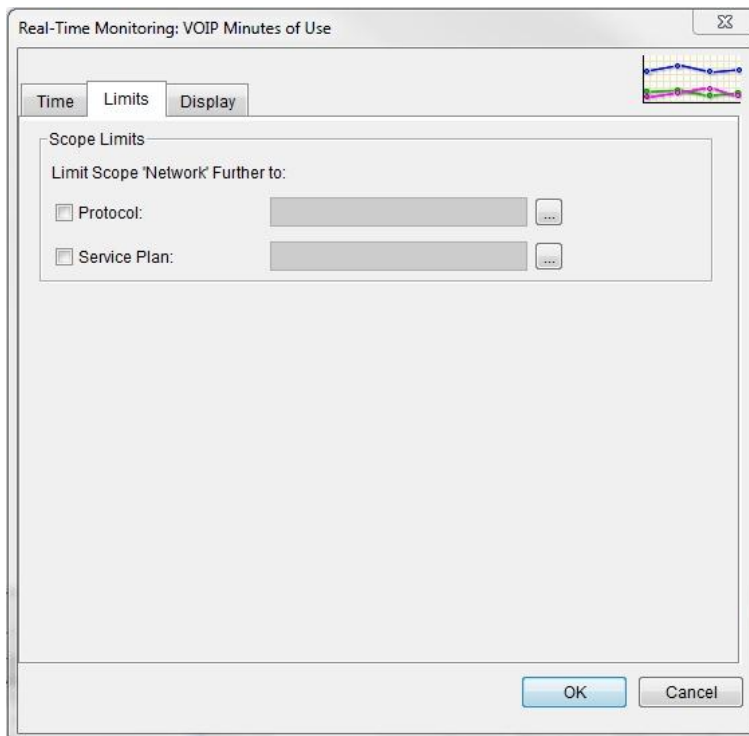 Real-Time Monitoring: VOIP Minutes of Use
Time Limits Display
Scope Limits
Limit Scope 'Network' Further to:
Protocol: ...
Service Plan: ...
OK Cancel